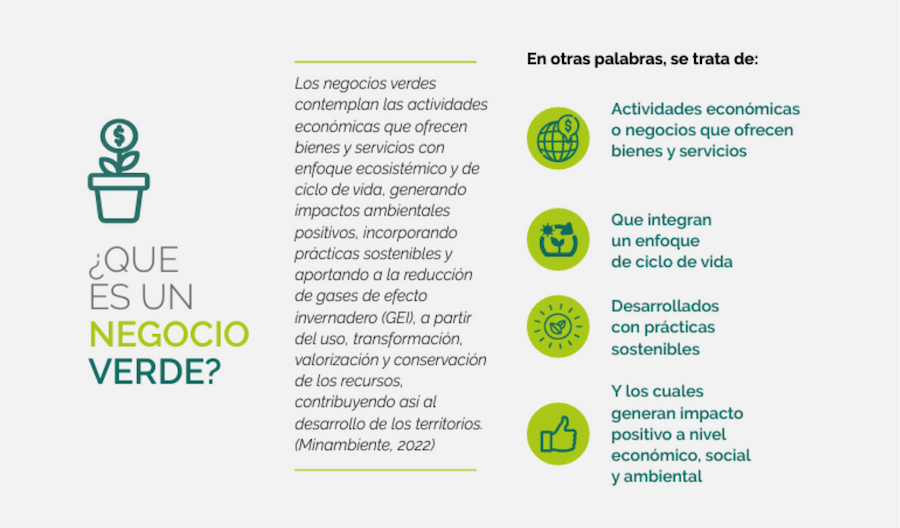 ¿QUE
ES UN
NEGOCIO
VERDE?
Los negocios verdes
contemplan las actividades
económicas que ofrecen
bienes y servicios con
enfoque ecosistémico y de
ciclo de vida, generando
impactos ambientales
positivos, incorporando
prácticas sostenibles y
aportando a la reducción
de gases de efecto
invernadero (GEI), a partir
del uso, transformación,
valorización y conservación
de los recursos,
contribuyendo así al
desarrollo de los territorios.
(Minambiente, 2022)
En otras palabras, se trata de:
Actividades económicas
o negocios que ofrecen
bienes y servicios
Que integran
un enfoque
de ciclo de vida
Desarrollados
con prácticas
sostenibles
Y los cuales
generan impacto
positivo a nivel
económico, social
y ambiental